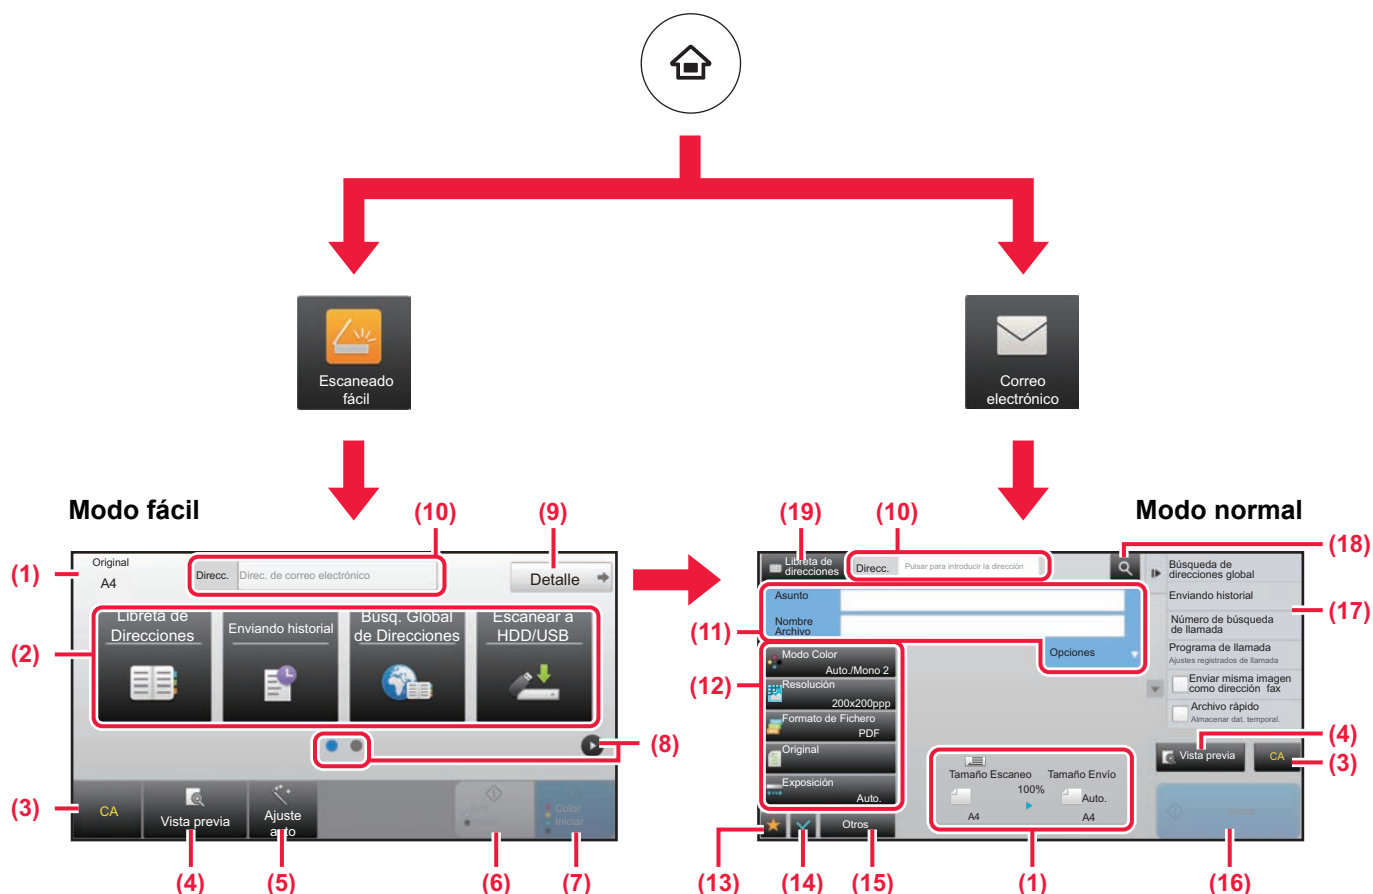 Escaneado
fácil
Correo
electrónico
Modo fácil
Modo normal
(10)
(9)
(19)
(10)
(18)
(1)
Original
A4
Direcc.
Direc. de correo electrónico
Detalle
(2)
Libreta de
Direcciones
Enviando historial
Búsq. Global
de Direcciones
Escanear a
HDD/USB
(8)
(3)
CA
Vista previa
Ajuste
auto
B/N
Color
Iniciar
(4)
(5)
(6)
(7)
Libreta de
direcciones
Direcc.
Pulsar para introducir la dirección
(11)
Asunto
Nombre
Archivo
Opciones
(12)
Modo Color
Auto./Mono 2
Resolución
200x200ppp
Formato de Fichero
PDF
Original
Exposición
Auto.
Otros
Tamaño Escaneo
Tamaño Envío
100%
Auto.
A4
A4
Búsqueda de
direcciones global
Enviando historial
(17)
Número de búsqueda
de llamada
Programa de llamada
Ajustes registrados de llamada
Enviar misma imagen
como dirección fax
Archivo rápido
Almacenar dat. temporal.
(4)
Vista previa
CA
(3)
(13)
(14)
(15)
(1)
(16)